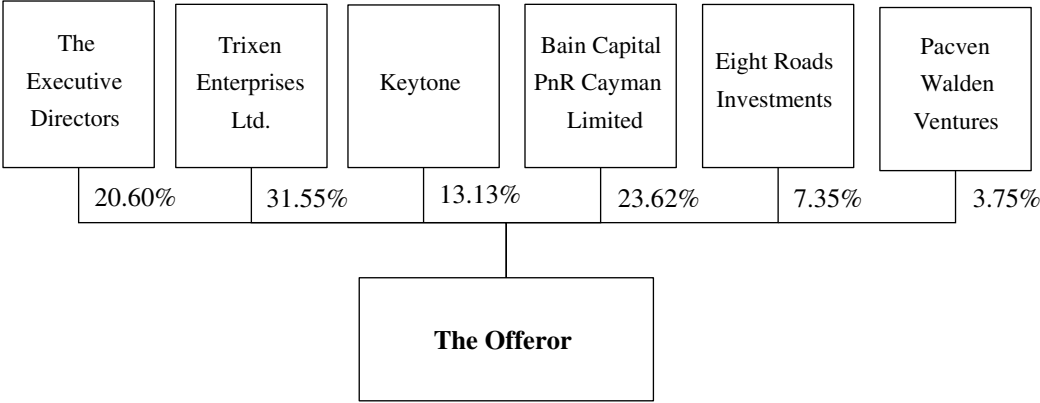 The
Executive
Directors
Trixen
Enterprises
Ltd.
Keytone
Bain Capital
PnR Cayman
Limited
Eight Roads
Investments
Pacven
Walden
Ventures
20.60%
31.55%
13.13%
23.62%
7.35%
3.75%
The Offeror